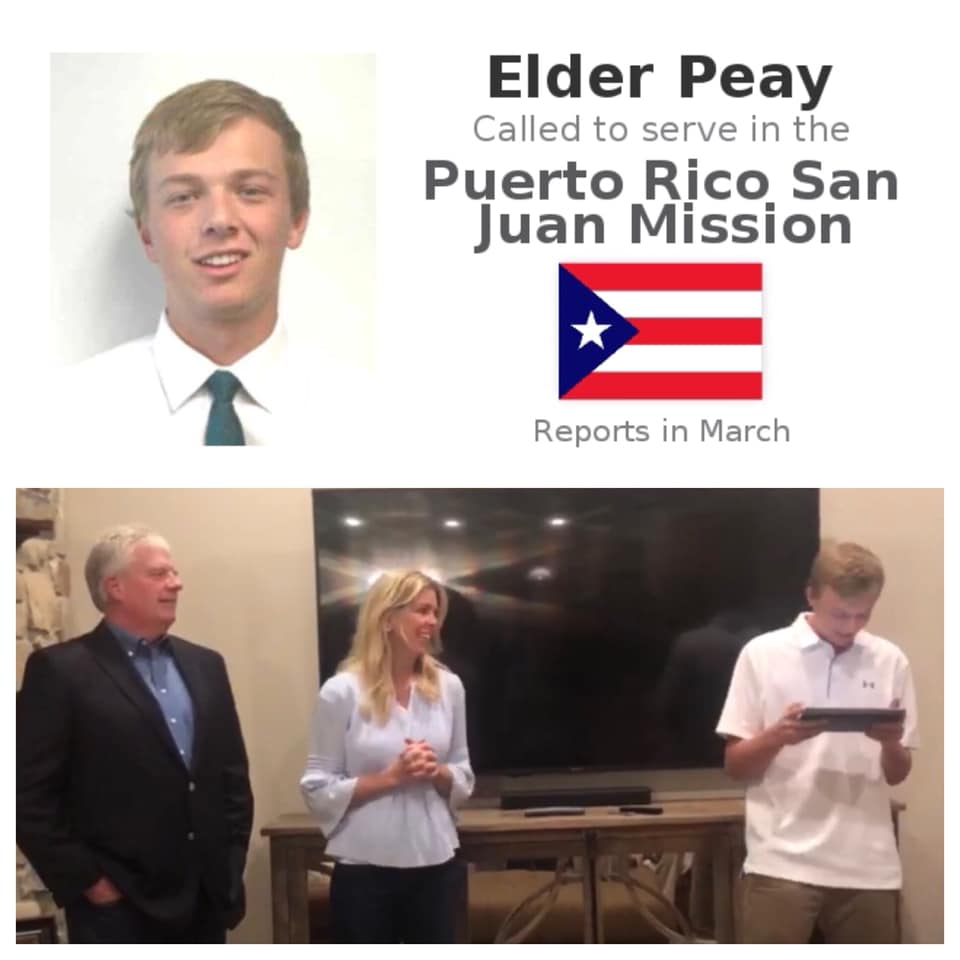 Elder Peay
Called to serve in the
Puerto Rico San
Juan Mission
Reports in March